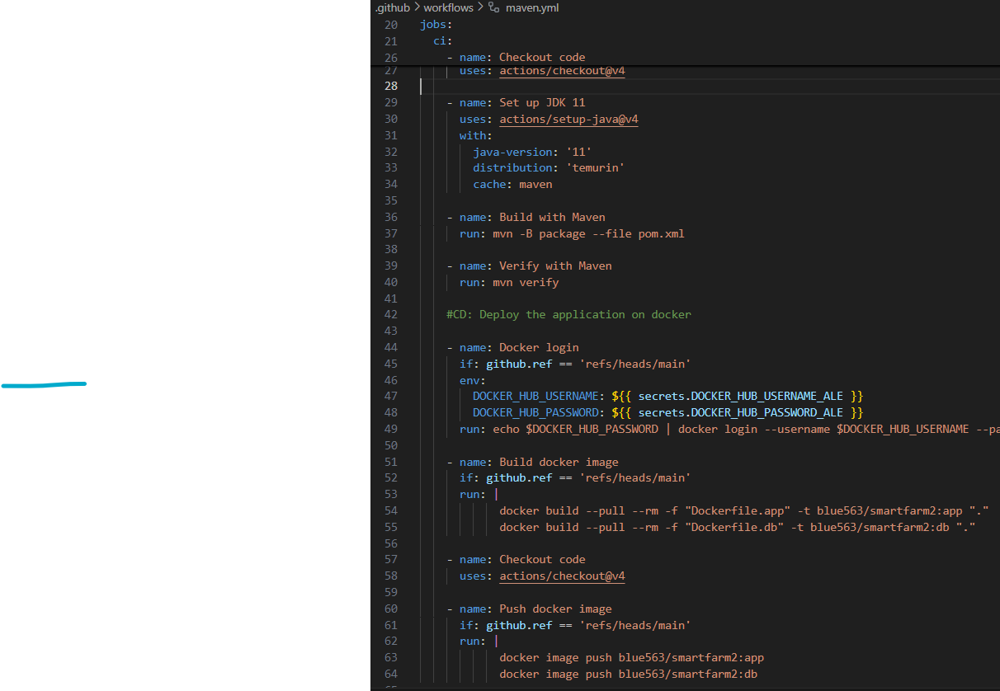 .github > workflows > maven.yml
20 jobs:
21 ci:
26 - name: Checkout code
27 uses: actions/checkout@v4
28
29 - name: Set up JDK 11
30 uses: actions/setup-java@v4
31 with:
32 java-version: '11'
33 distribution: 'temurin'
34 cache: maven
35
36 - name: Build with Maven
37 run: mvn -B package --file pom.xml
38
39 - name: Verify with Maven
40 run: mvn verify
41
42 #CD: Deploy the application on docker
43
44 - name: Docker login
45 if: github.ref == 'refs/heads/main'
46 env:
47 DOCKER_HUB_USERNAME: ${{ secrets.DOCKER_HUB_USERNAME_ALE }}
48 DOCKER_HUB_PASSWORD: ${{ secrets.DOCKER_HUB_PASSWORD_ALE }}
49 run: echo $DOCKER_HUB_PASSWORD | docker login --username $DOCKER_HUB_USERNAME --pa
50
51 - name: Build docker image
52 if: github.ref == 'refs/heads/main'
53 run: |
54 docker build --pull --rm -f "Dockerfile.app" -t blue563/smartfarm2:app "."
55 docker build --pull --rm -f "Dockerfile.db" -t blue563/smartfarm2:db "."
56
57 - name: Checkout code
58 uses: actions/checkout@v4
59
60 - name: Push docker image
61 if: github.ref == 'refs/heads/main'
62 run: |
63 docker image push blue563/smartfarm2:app
64 docker image push blue563/smartfarm2:db